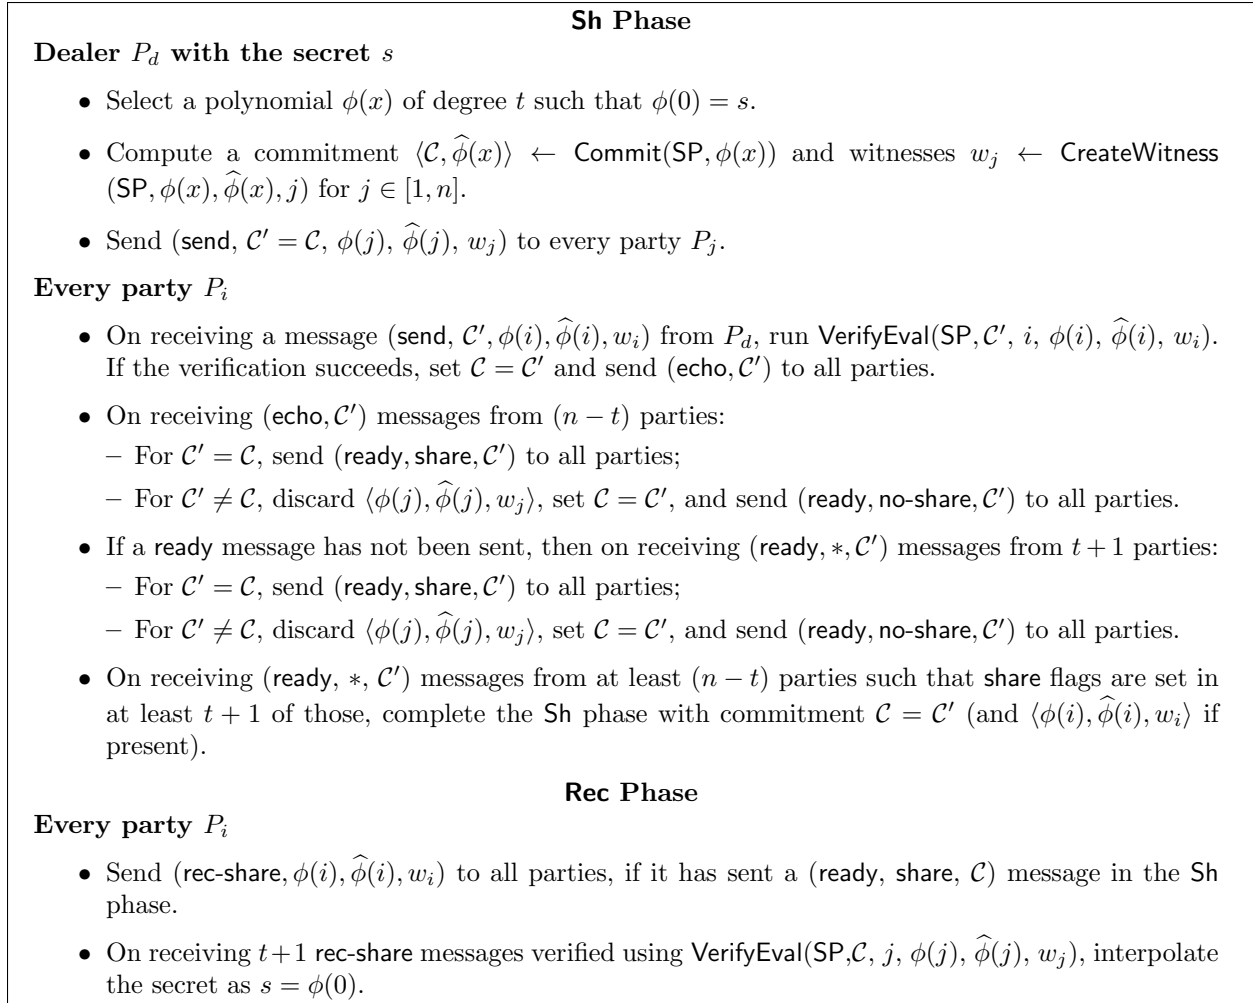 Sh Phase
Dealer P_d with the secret s
• Select a polynomial ϕ(x) of degree t such that ϕ(0) = s.
• Compute a commitment ⟨𝒞, ϕ̂(x)⟩ ← Commit(SP, ϕ(x)) and witnesses w_j ← CreateWitness
(SP, ϕ(x), ϕ̂(x), j) for j ∈ [1, n].
• Send (send, 𝒞′ = 𝒞, ϕ(j), ϕ̂(j), w_j) to every party P_j.
Every party P_i
• On receiving a message (send, 𝒞′, ϕ(i), ϕ̂(i), w_i) from P_d, run VerifyEval(SP, 𝒞′, i, ϕ(i), ϕ̂(i), w_i).
If the verification succeeds, set 𝒞 = 𝒞′ and send (echo, 𝒞′) to all parties.
• On receiving (echo, 𝒞′) messages from (n − t) parties:
– For 𝒞′ = 𝒞, send (ready, share, 𝒞′) to all parties;
– For 𝒞′ ≠ 𝒞, discard ⟨ϕ(j), ϕ̂(j), w_j⟩, set 𝒞 = 𝒞′, and send (ready, no-share, 𝒞′) to all parties.
• If a ready message has not been sent, then on receiving (ready, ∗, 𝒞′) messages from t + 1 parties:
– For 𝒞′ = 𝒞, send (ready, share, 𝒞′) to all parties;
– For 𝒞′ ≠ 𝒞, discard ⟨ϕ(j), ϕ̂(j), w_j⟩, set 𝒞 = 𝒞′, and send (ready, no-share, 𝒞′) to all parties.
• On receiving (ready, ∗, 𝒞′) messages from at least (n − t) parties such that share flags are set in
at least t + 1 of those, complete the Sh phase with commitment 𝒞 = 𝒞′ (and ⟨ϕ(i), ϕ̂(i), w_i⟩ if
present).
Rec Phase
Every party P_i
• Send (rec-share, ϕ(i), ϕ̂(i), w_i) to all parties, if it has sent a (ready, share, 𝒞) message in the Sh
phase.
• On receiving t+1 rec-share messages verified using VerifyEval(SP,𝒞, j, ϕ(j), ϕ̂(j), w_j), interpolate
the secret as s = ϕ(0).